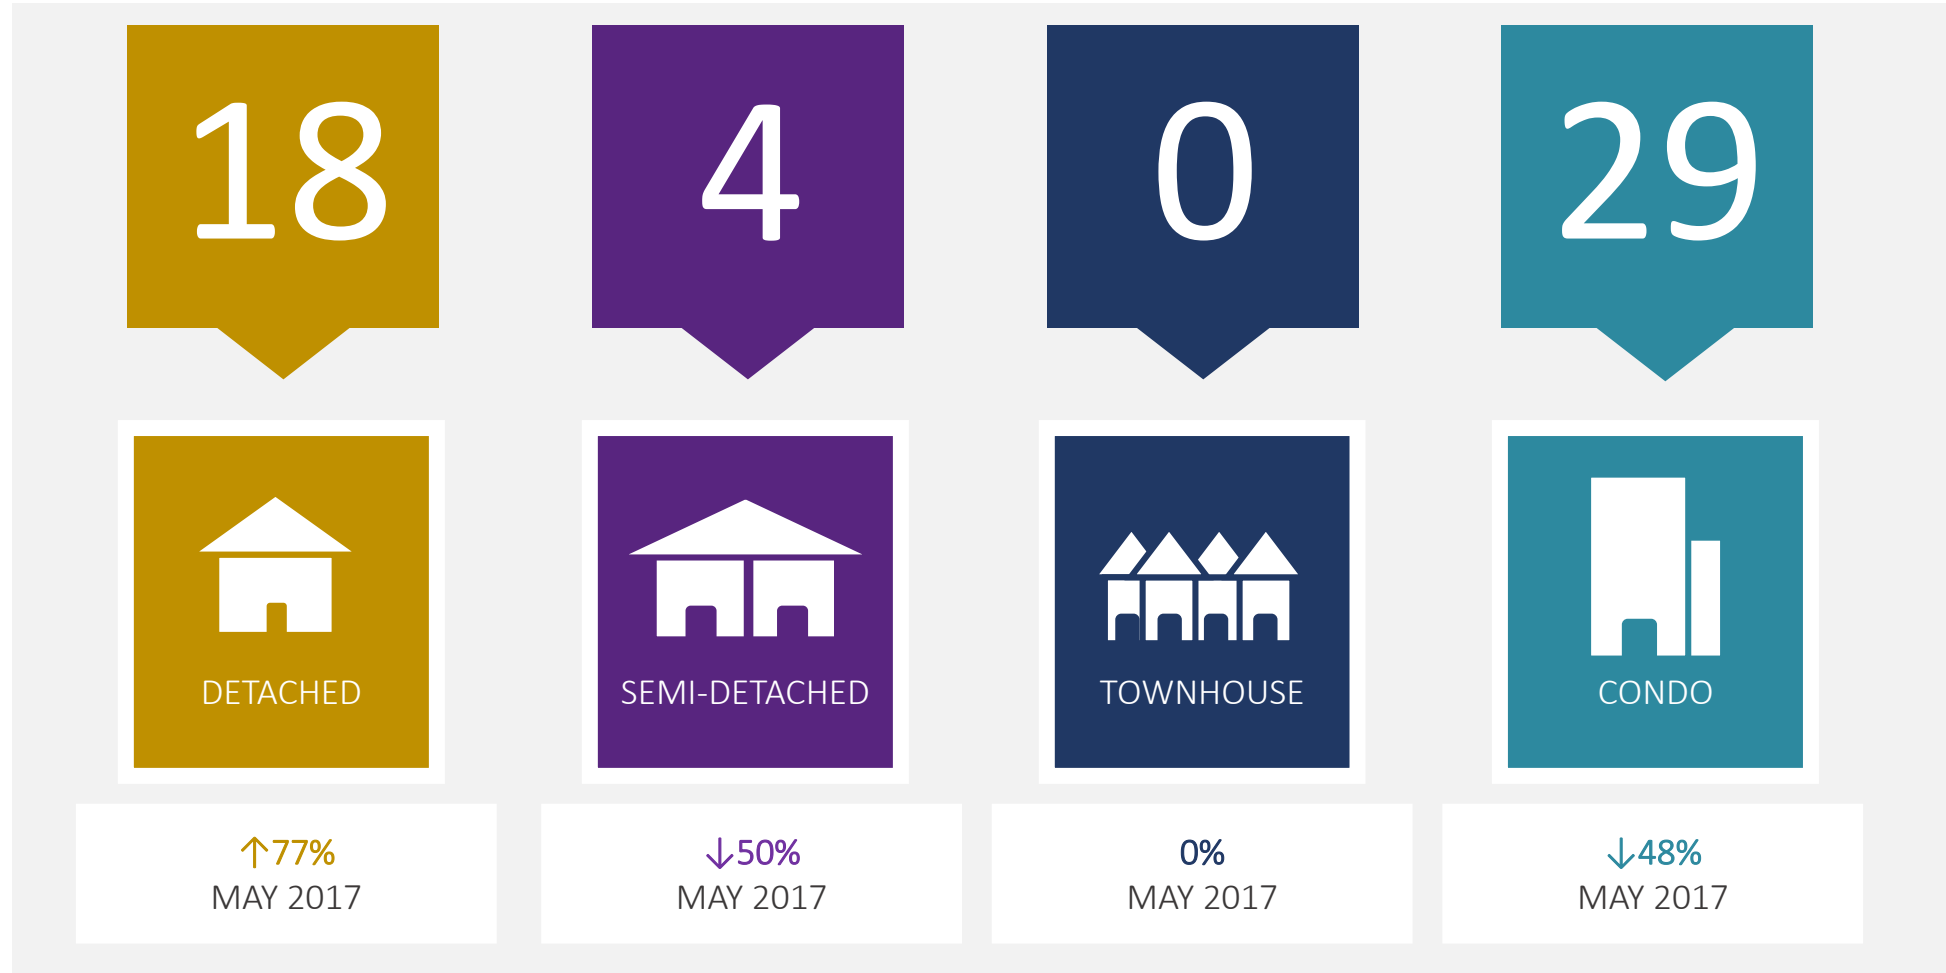 18
4
0
29
DETACHED
SEMI-DETACHED
TOWNHOUSE
CONDO
↑77%
MAY 2017
↓50%
MAY 2017
0%
MAY 2017
↓48%
MAY 2017